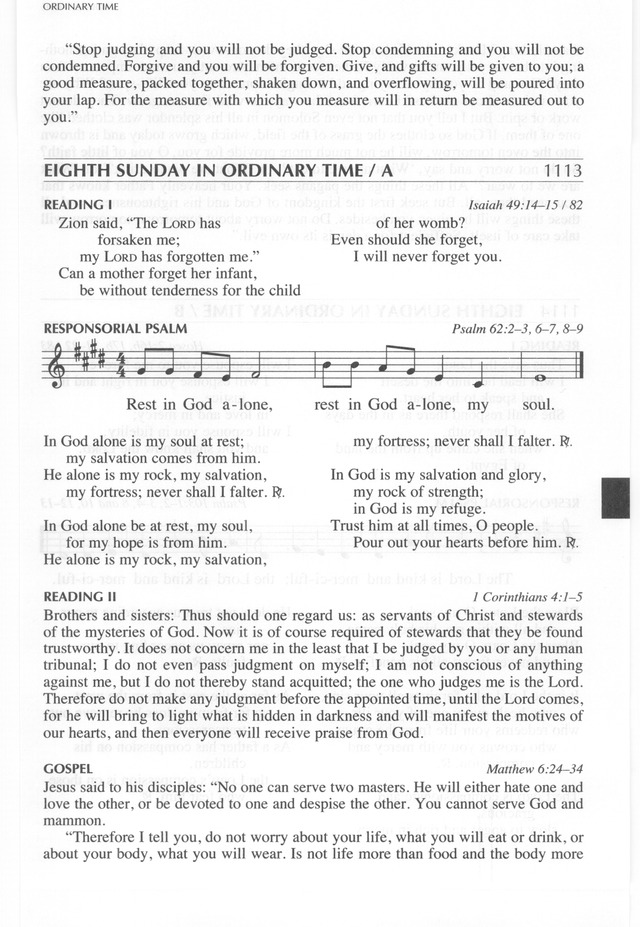 ORDINARY TIME
“Stop judging and you will not be judged. Stop condemning and you will not be
condemned. Forgive and you will be forgiven. Give, and gifts will be given to you; a
good measure, packed together, shaken down, and overflowing, will be poured into
your lap. For the measure with which you measure will in return be measured out to
you.”
EIGHTH SUNDAY IN ORDINARY TIME / A 1113
READING I Isaiah 49:14–15 / 82
Zion said, “The LORD has
forsaken me;
my LORD has forgotten me.”
Can a mother forget her infant,
be without tenderness for the child
of her womb?
Even should she forget,
I will never forget you.
RESPONSORIAL PSALM Psalm 62:2–3, 6–7, 8–9
Rest in God a-lone, rest in God a-lone, my soul.
In God alone is my soul at rest;
my salvation comes from him.
He alone is my rock, my salvation,
my fortress; never shall I falter. ℟.
In God alone be at rest, my soul,
for my hope is from him.
He alone is my rock, my salvation,
my fortress; never shall I falter. ℟.
In God is my salvation and glory,
my rock of strength;
in God is my refuge.
Trust him at all times, O people.
Pour out your hearts before him. ℟.
READING II 1 Corinthians 4:1–5
Brothers and sisters: Thus should one regard us: as servants of Christ and stewards
of the mysteries of God. Now it is of course required of stewards that they be found
trustworthy. It does not concern me in the least that I be judged by you or any human
tribunal; I do not even pass judgment on myself; I am not conscious of anything
against me, but I do not thereby stand acquitted; the one who judges me is the Lord.
Therefore do not make any judgment before the appointed time, until the Lord comes,
for he will bring to light what is hidden in darkness and will manifest the motives of
our hearts, and then everyone will receive praise from God.
GOSPEL Matthew 6:24–34
Jesus said to his disciples: “No one can serve two masters. He will either hate one and
love the other, or be devoted to one and despise the other. You cannot serve God and
mammon.
“Therefore I tell you, do not worry about your life, what you will eat or drink, or
about your body, what you will wear. Is not life more than food and the body more